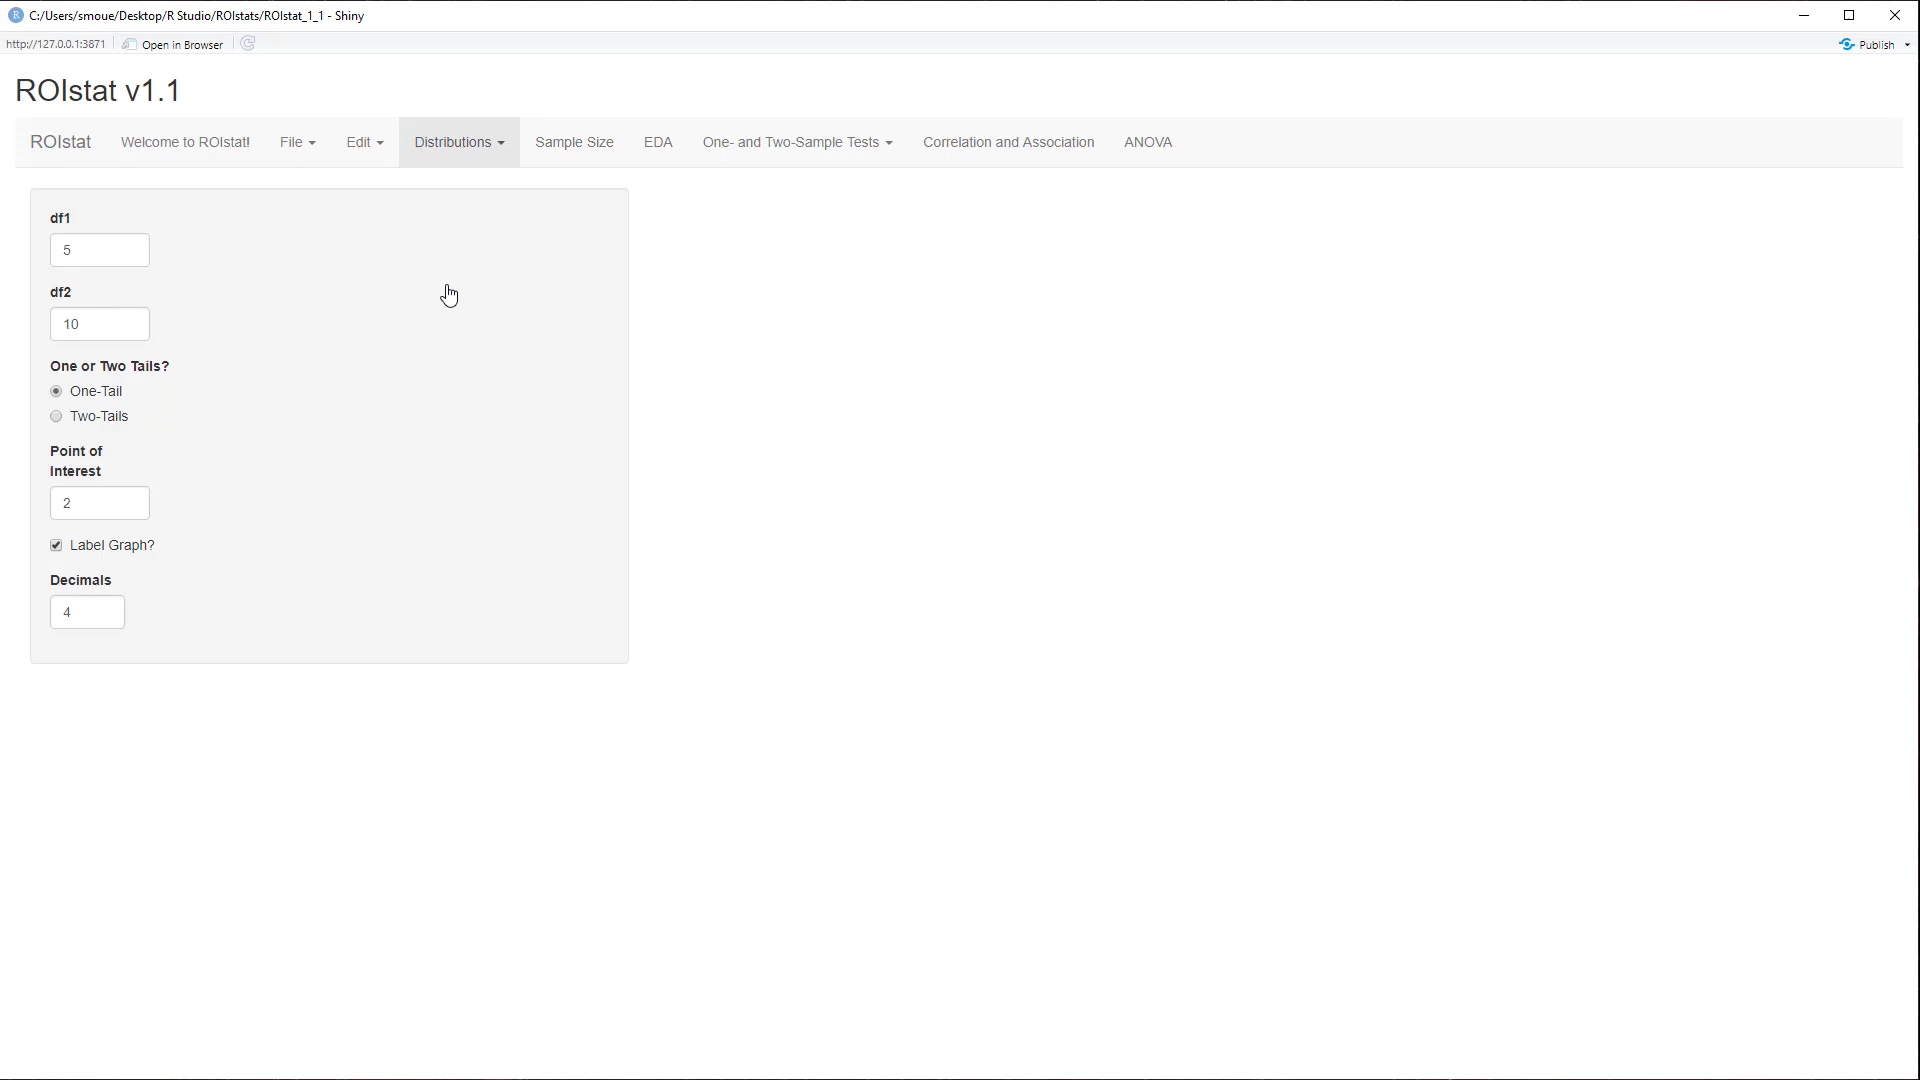 C:/Users/smoue/Desktop/R Studio/ROIstats/ROIstat_1_1 - Shiny
http://127.0.0.1:3871 Open in Browser Publish
ROIstat v1.1
ROIstat Welcome to ROIstat! File Edit Distributions Sample Size EDA One- and Two-Sample Tests Correlation and Association ANOVA
df1
5
df2
10
One or Two Tails?
One-Tail
Two-Tails
Point of
Interest
2
Label Graph?
Decimals
4